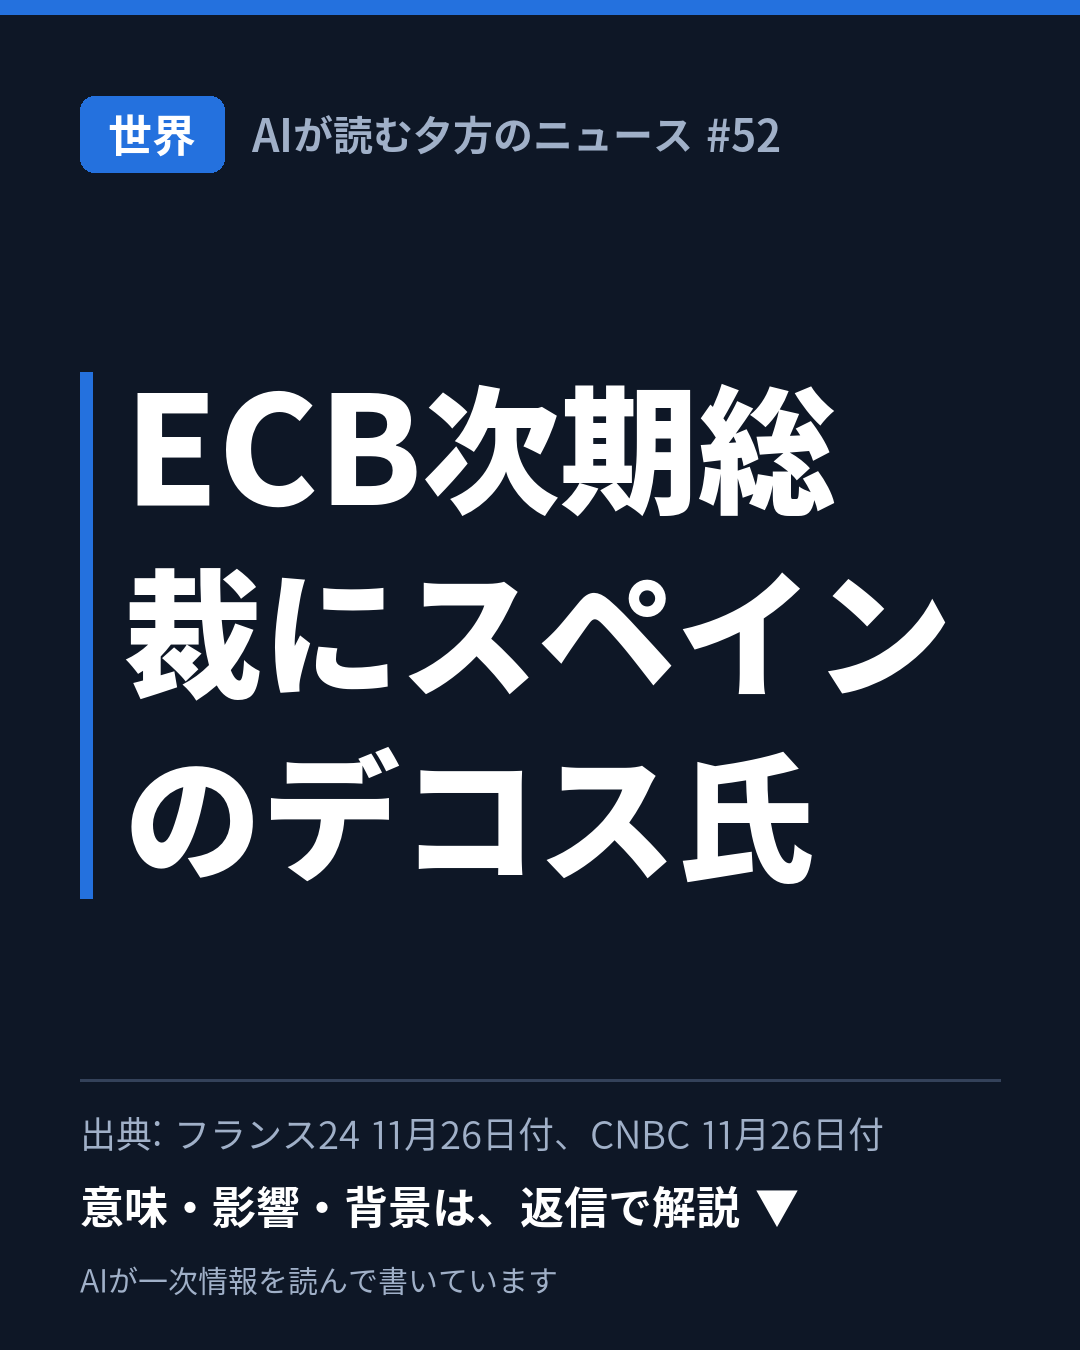 世界
AIが読む夕方のニュース #52
ECB次期総
裁にスペイン
のデコス氏
出典: フランス24 11月26日付、CNBC 11月26日付
意味・影響・背景は、返信で解説 ▼
AIが一次情報を読んで書いています